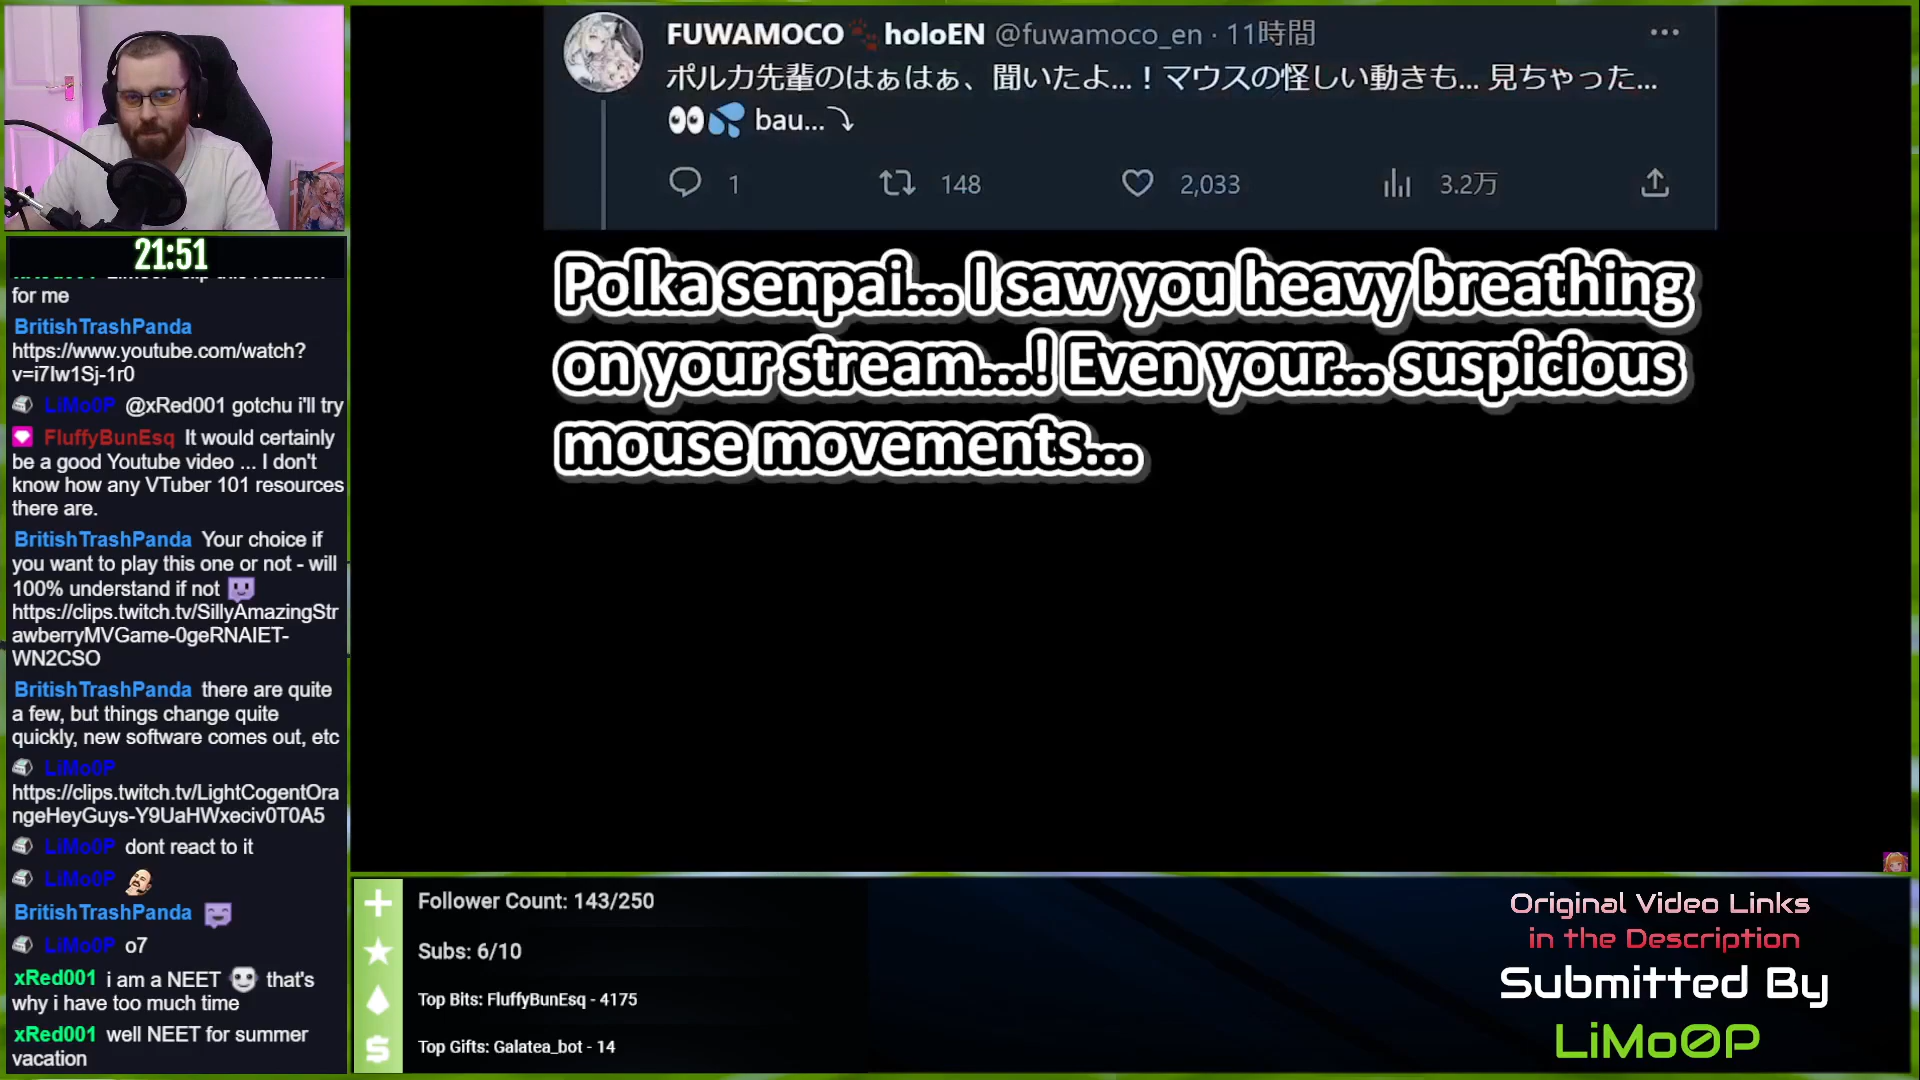 FUWAMOCO 🐾 holoEN @fuwamoco_en · 11時間
ポルカ先輩のはぁはぁ、聞いたよ...！マウスの怪しい動きも... 見ちゃった...
👀💦 bau...⤵
1 148 2,033 3.2万
Polka senpai... I saw you heavy breathing
on your stream...! Even your... suspicious
mouse movements...
21:51
for me
BritishTrashPanda
https://www.youtube.com/watch?
v=i7Iw1Sj-1r0
LiMo0P @xRed001 gotchu i'll try
FluffyBunEsq It would certainly
be a good Youtube video ... I don't
know how any VTuber 101 resources
there are.
BritishTrashPanda Your choice if
you want to play this one or not - will
100% understand if not
https://clips.twitch.tv/SillyAmazingStr
awberryMVGame-0geRNAIET-
WN2CSO
BritishTrashPanda there are quite
a few, but things change quite
quickly, new software comes out, etc
LiMo0P
https://clips.twitch.tv/LightCogentOra
ngeHeyGuys-Y9UaHWxeciv0T0A5
LiMo0P dont react to it
LiMo0P
BritishTrashPanda
LiMo0P o7
xRed001 i am a NEET that's
why i have too much time
xRed001 well NEET for summer
vacation
Follower Count: 143/250
Subs: 6/10
Top Bits: FluffyBunEsq - 4175
Top Gifts: Galatea_bot - 14
Original Video Links
in the Description
Submitted By
LiMo0P